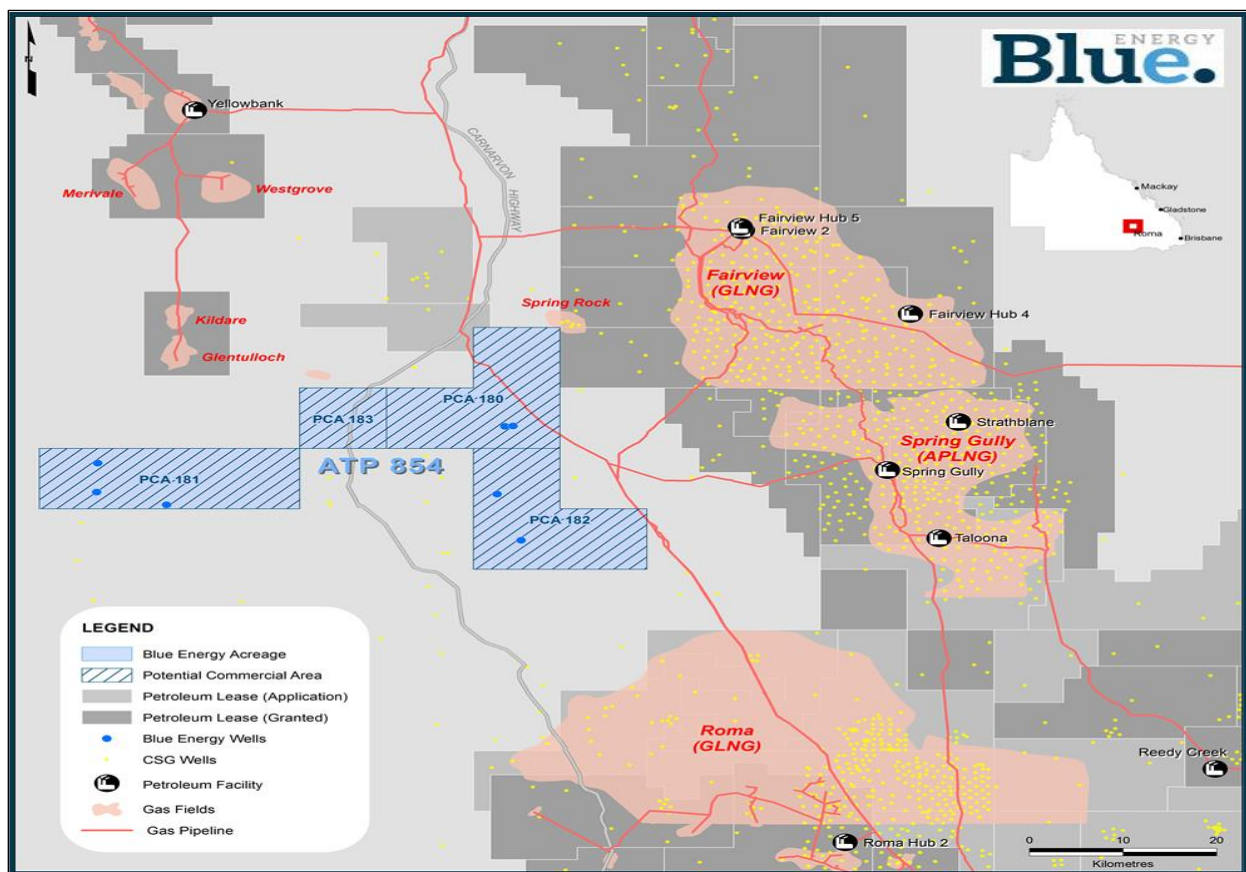 ENERGY
Blue.
N
Yellowbank
CARNARVON HIGHWAY
Merivale
Westgrove
Mackay
Gladstone
Roma
Brisbane
Fairview Hub 5
Fairview 2
Fairview
(GLNG)
Spring Rock
Fairview Hub 4
Kildare
Glentulloch
PCA 183
PCA 180
Strathblane
Spring Gully
(APLNG)
ATP 854
Spring Gully
PCA 181
PCA 182
Taloona
LEGEND
Blue Energy Acreage
Potential Commercial Area
Petroleum Lease (Application)
Petroleum Lease (Granted)
Blue Energy Wells
CSG Wells
Petroleum Facility
Gas Fields
Gas Pipeline
Roma
(GLNG)
Reedy Creek
Roma Hub 2
0 10 20
Kilometres